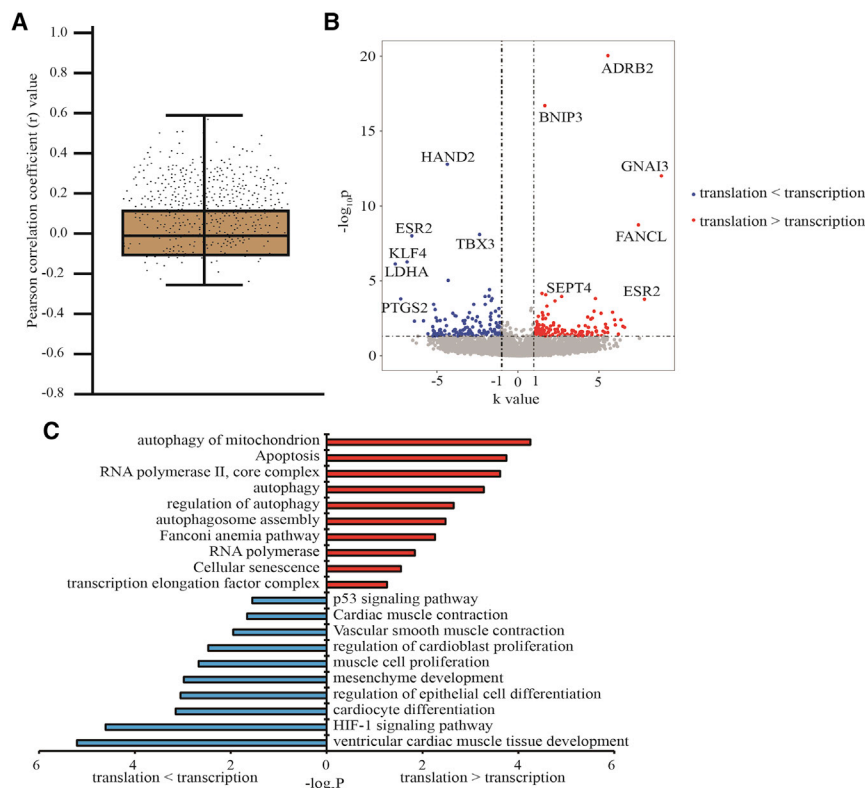 A
1.0
0.8
0.6
0.4
0.2
0.0
-0.2
-0.4
-0.6
-0.8
Pearson correlation coefficient (r) value
B
20
15
10
5
0
-log10p
ADRB2
BNIP3
HAND2
GNAI3
ESR2
TBX3
FANCL
KLF4
LDHA
SEPT4
ESR2
PTGS2
-5
-1
0
1
5
k value
translation < transcription
translation > transcription
C
autophagy of mitochondrion
Apoptosis
RNA polymerase II, core complex
autophagy
regulation of autophagy
autophagosome assembly
Fanconi anemia pathway
RNA polymerase
Cellular senescence
transcription elongation factor complex
p53 signaling pathway
Cardiac muscle contraction
Vascular smooth muscle contraction
regulation of cardioblast proliferation
muscle cell proliferation
mesenchyme development
regulation of epithelial cell differentiation
cardiocyte differentiation
HIF-1 signaling pathway
ventricular cardiac muscle tissue development
6 4 2 0 2 4 6
translation < transcription
translation > transcription